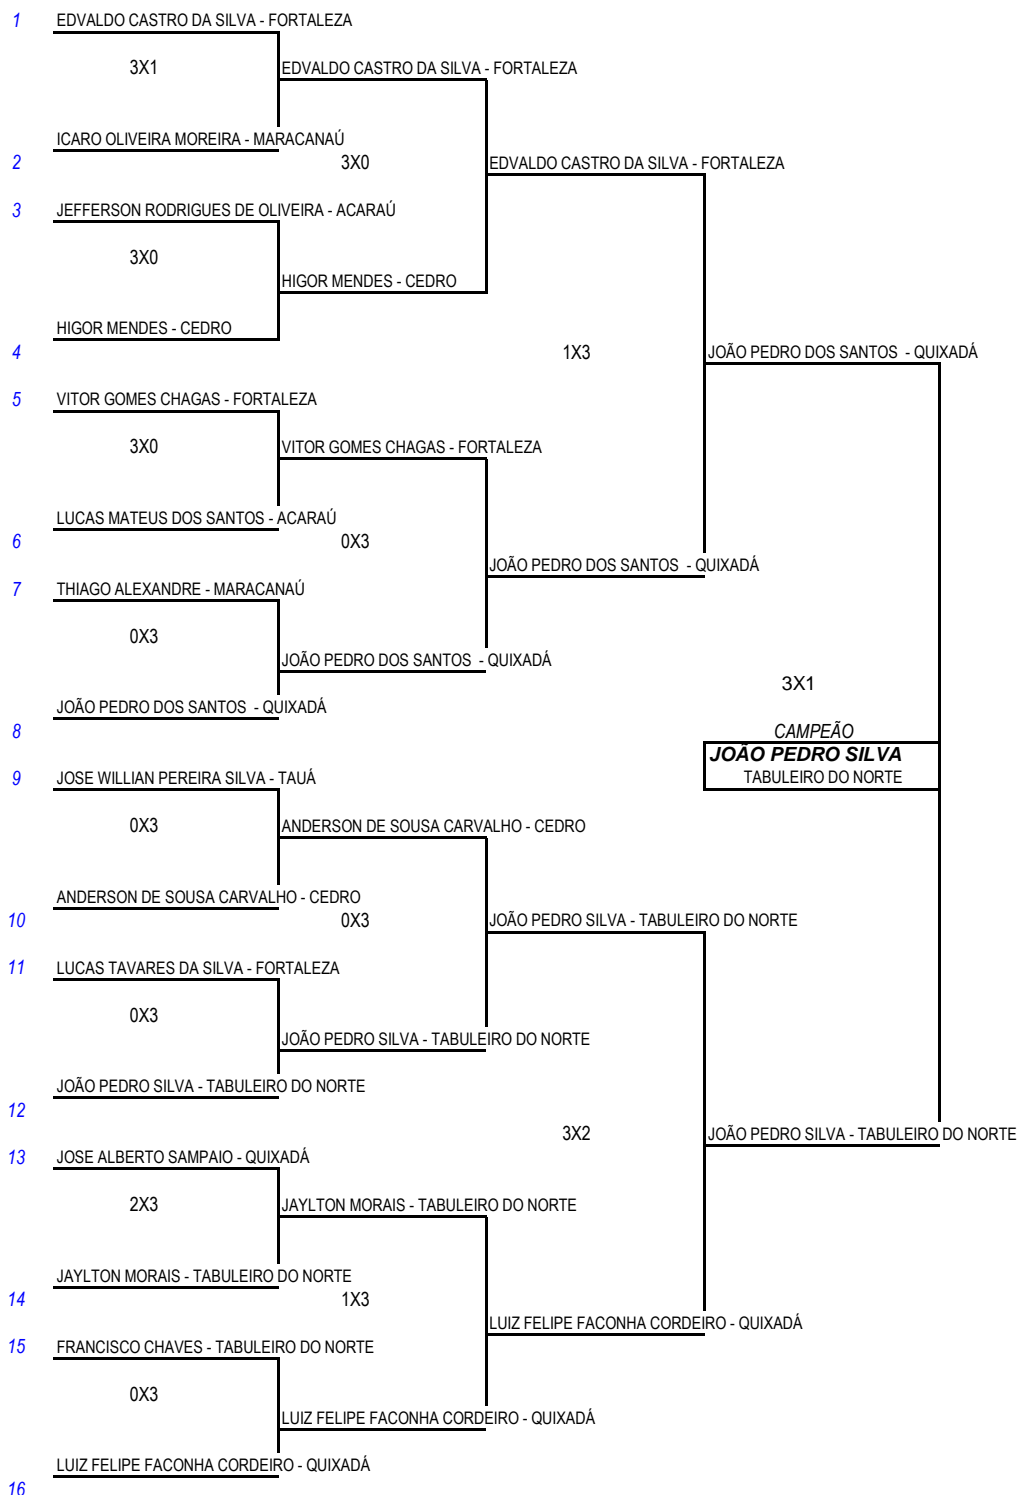 1 EDVALDO CASTRO DA SILVA - FORTALEZA
3X1 EDVALDO CASTRO DA SILVA - FORTALEZA
ICARO OLIVEIRA MOREIRA - MARACANAÚ
2 3X0 EDVALDO CASTRO DA SILVA - FORTALEZA
3 JEFFERSON RODRIGUES DE OLIVEIRA - ACARAÚ
3X0
HIGOR MENDES - CEDRO
HIGOR MENDES - CEDRO
4 1X3 JOÃO PEDRO DOS SANTOS - QUIXADÁ
5 VITOR GOMES CHAGAS - FORTALEZA
3X0 VITOR GOMES CHAGAS - FORTALEZA
LUCAS MATEUS DOS SANTOS - ACARAÚ
6 0X3
JOÃO PEDRO DOS SANTOS - QUIXADÁ
7 THIAGO ALEXANDRE - MARACANAÚ
0X3
JOÃO PEDRO DOS SANTOS - QUIXADÁ
3X1
JOÃO PEDRO DOS SANTOS - QUIXADÁ
8 CAMPEÃO
JOÃO PEDRO SILVA
9 JOSE WILLIAN PEREIRA SILVA - TAUÁ TABULEIRO DO NORTE
0X3 ANDERSON DE SOUSA CARVALHO - CEDRO
ANDERSON DE SOUSA CARVALHO - CEDRO
10 0X3 JOÃO PEDRO SILVA - TABULEIRO DO NORTE
11 LUCAS TAVARES DA SILVA - FORTALEZA
0X3
JOÃO PEDRO SILVA - TABULEIRO DO NORTE
JOÃO PEDRO SILVA - TABULEIRO DO NORTE
12
3X2 JOÃO PEDRO SILVA - TABULEIRO DO NORTE
13 JOSE ALBERTO SAMPAIO - QUIXADÁ
2X3 JAYLTON MORAIS - TABULEIRO DO NORTE
JAYLTON MORAIS - TABULEIRO DO NORTE
14 1X3
LUIZ FELIPE FACONHA CORDEIRO - QUIXADÁ
15 FRANCISCO CHAVES - TABULEIRO DO NORTE
0X3
LUIZ FELIPE FACONHA CORDEIRO - QUIXADÁ
LUIZ FELIPE FACONHA CORDEIRO - QUIXADÁ
16